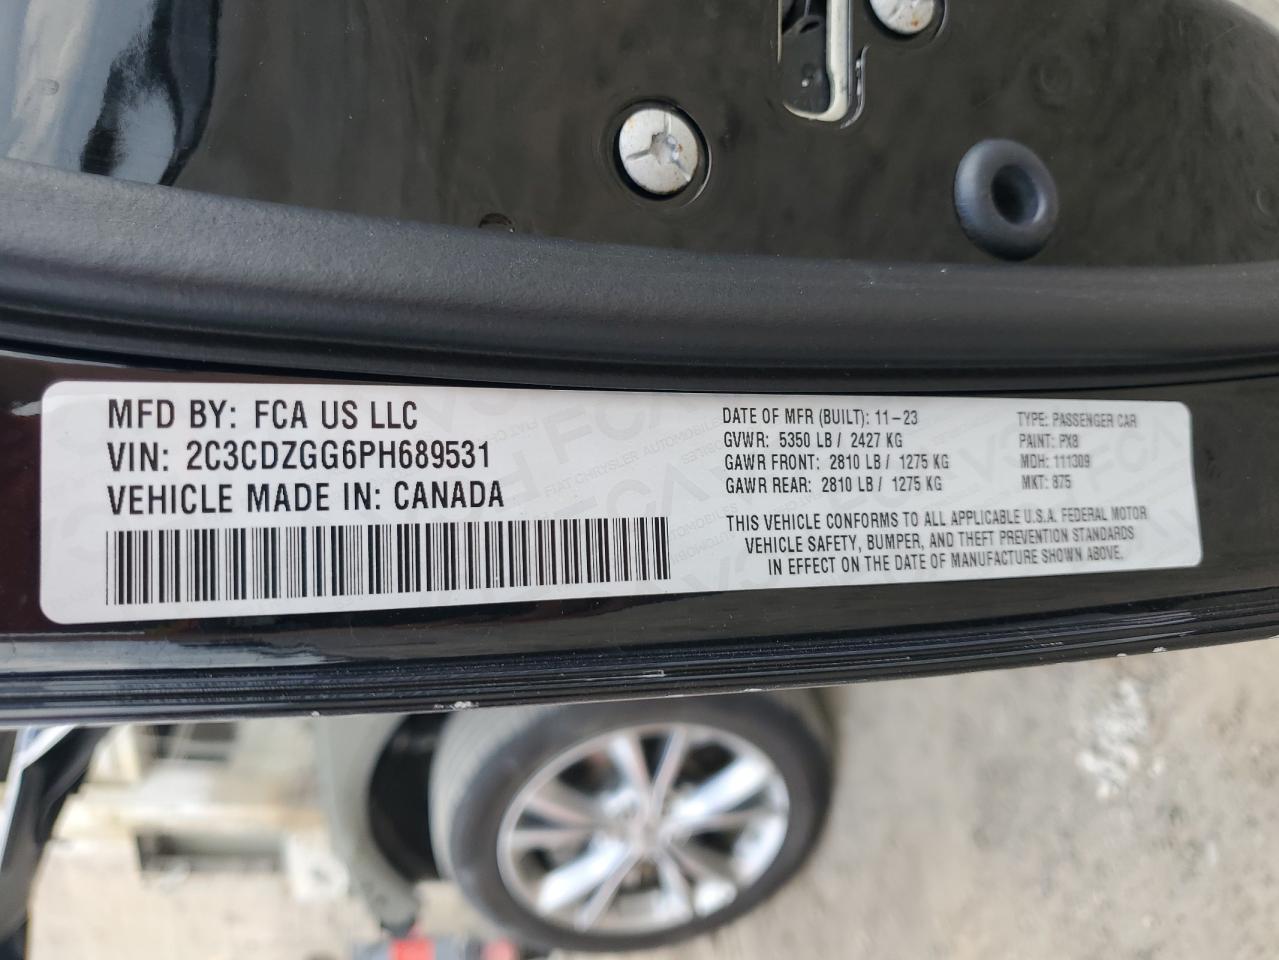 MFD BY: FCA US LLC
VIN: 2C3CDZGG6PH689531
VEHICLE MADE IN: CANADA
DATE OF MFR (BUILT): 11-23
GVWR: 5350 LB / 2427 KG
GAWR FRONT: 2810 LB / 1275 KG
GAWR REAR: 2810 LB / 1275 KG
TYPE: PASSENGER CAR
PAINT: PX8
MDH: 111309
MKT: 875
THIS VEHICLE CONFORMS TO ALL APPLICABLE U.S.A. FEDERAL MOTOR
VEHICLE SAFETY, BUMPER, AND THEFT PREVENTION STANDARDS
IN EFFECT ON THE DATE OF MANUFACTURE SHOWN ABOVE.